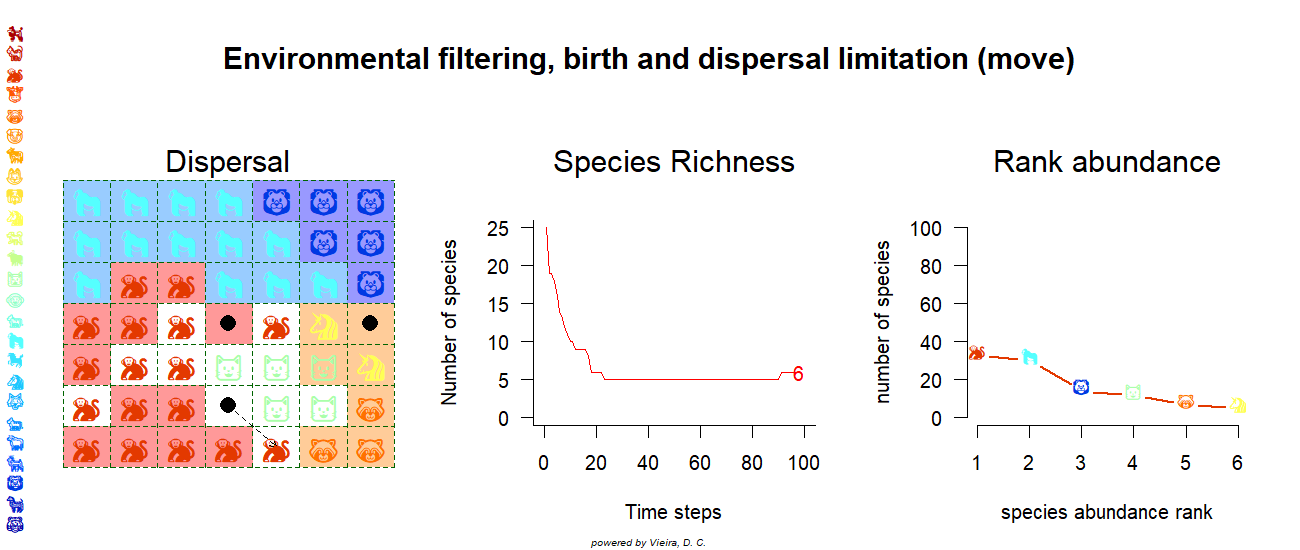 Environmental filtering, birth and dispersal limitation (move)
Dispersal
Species Richness
Number of species
25
20
15
10
5
0
6
0 20 40 60 80 100
Time steps
Rank abundance
number of species
100
80
60
40
20
0
1 2 3 4 5 6
species abundance rank
powered by Vieira, D. C.